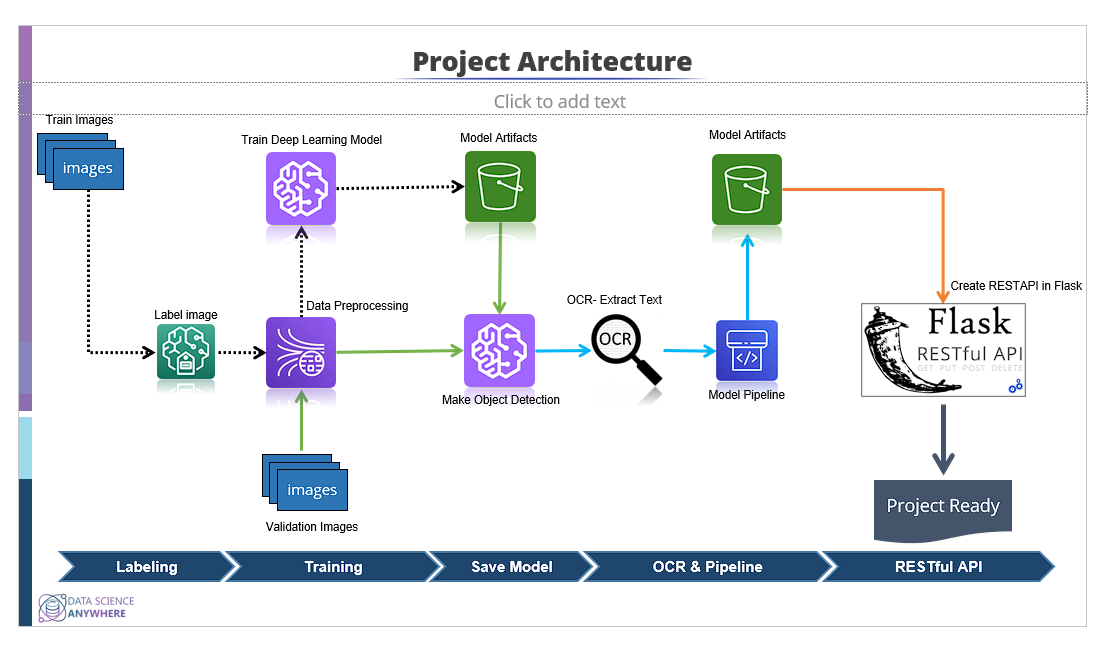 Project Architecture
Click to add text
Train Images
images
Train Deep Learning Model
Model Artifacts
Model Artifacts
Label image
Data Preprocessing
OCR- Extract Text
OCR
Create RESTAPI in Flask
Flask
RESTful API
GET PUT POST DELETE
</>
Make Object Detection
Model Pipeline
images
Validation Images
Project Ready
Labeling
Training
Save Model
OCR & Pipeline
RESTful API
DATA SCIENCE
ANYWHERE